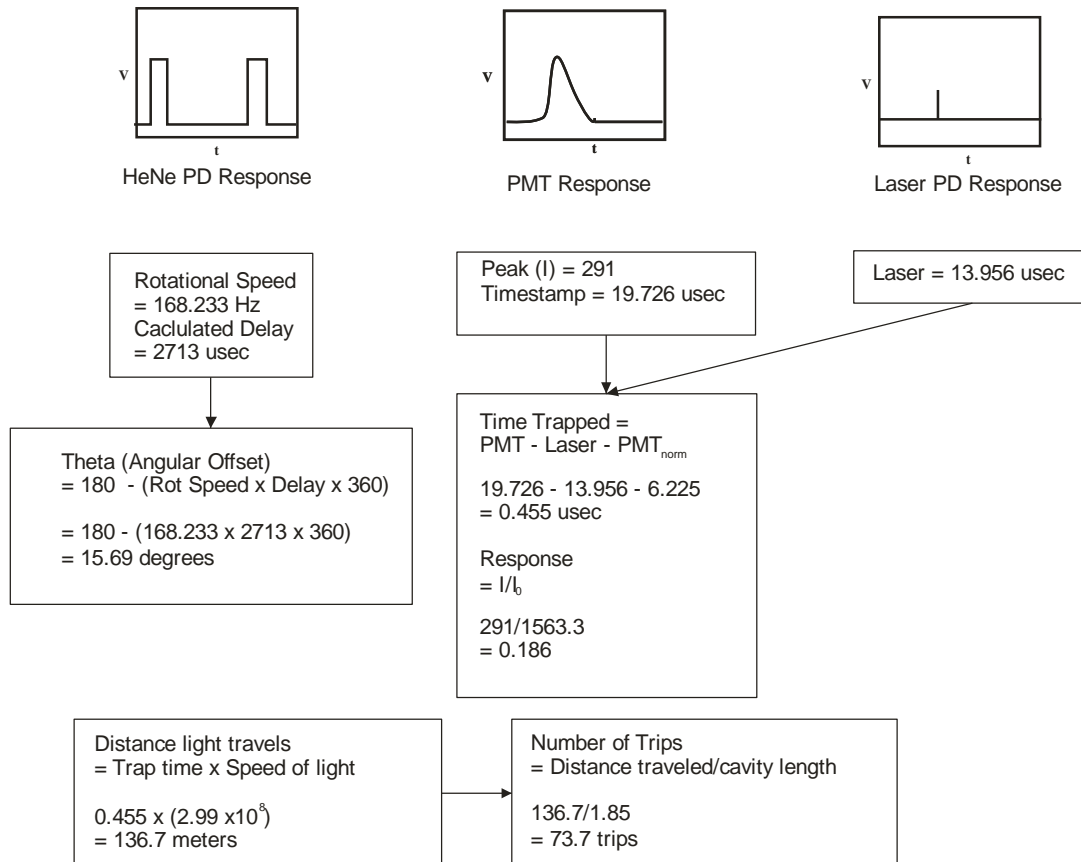 V
t
HeNe PD Response
V
t
PMT Response
V
t
Laser PD Response
Rotational Speed
= 168.233 Hz
Caclulated Delay
= 2713 usec
Peak (I) = 291
Timestamp = 19.726 usec
Laser = 13.956 usec
Theta (Angular Offset)
= 180 - (Rot Speed x Delay x 360)
= 180 - (168.233 x 2713 x 360)
= 15.69 degrees
Time Trapped =
PMT - Laser - PMTnorm
19.726 - 13.956 - 6.225
= 0.455 usec
Response
= I/I0
291/1563.3
= 0.186
Distance light travels
= Trap time x Speed of light
0.455 x (2.99 x10^8)
= 136.7 meters
Number of Trips
= Distance traveled/cavity length
136.7/1.85
= 73.7 trips